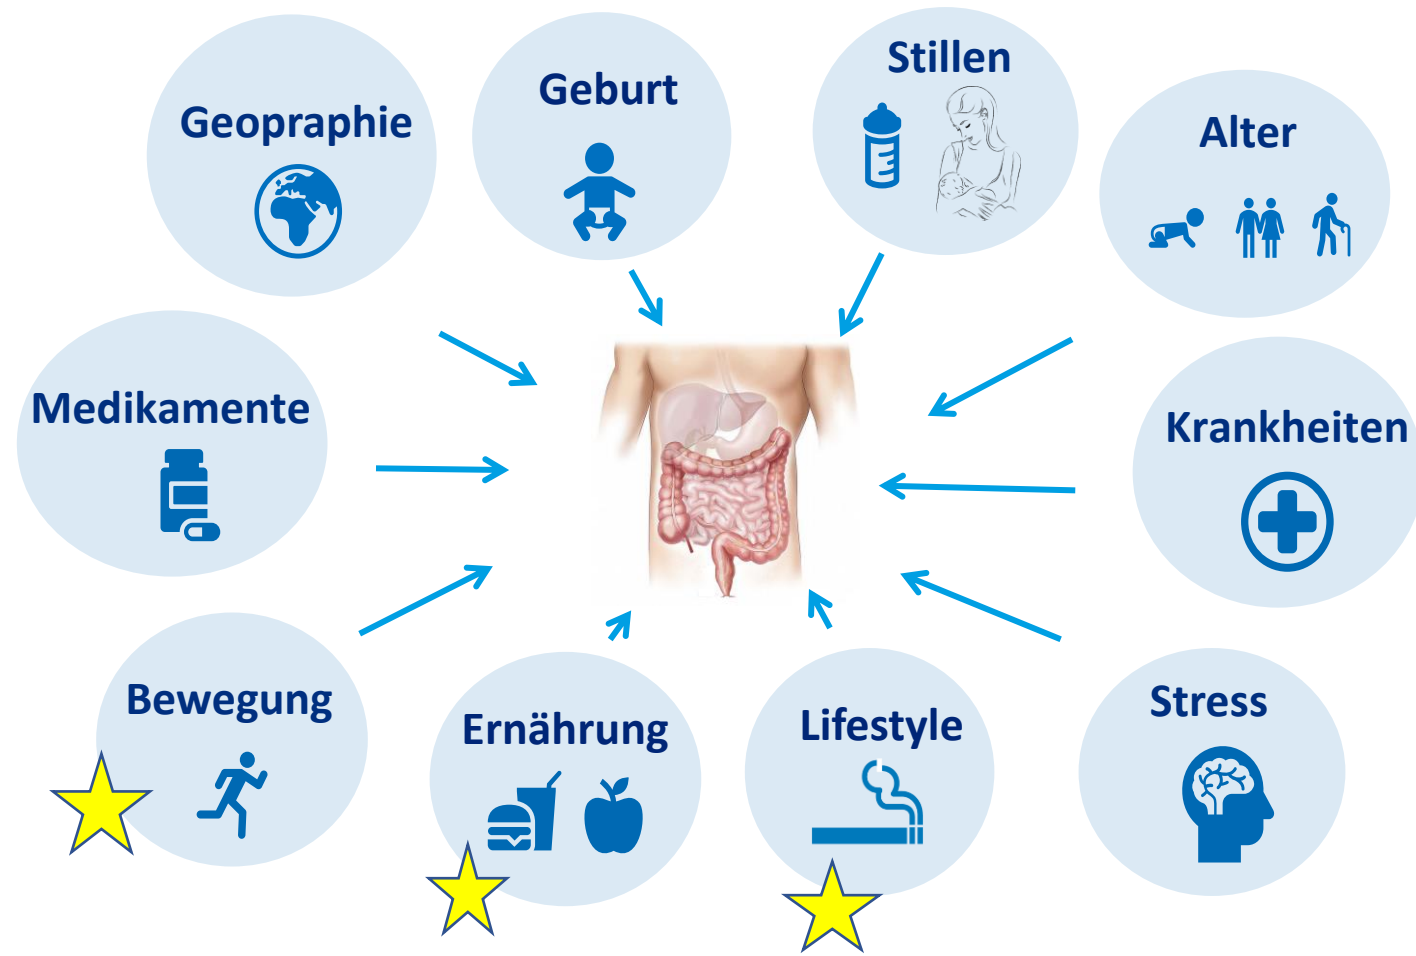 Geopraphie
Geburt
Stillen
Alter
Medikamente
Krankheiten
Bewegung
Ernährung
Lifestyle
Stress